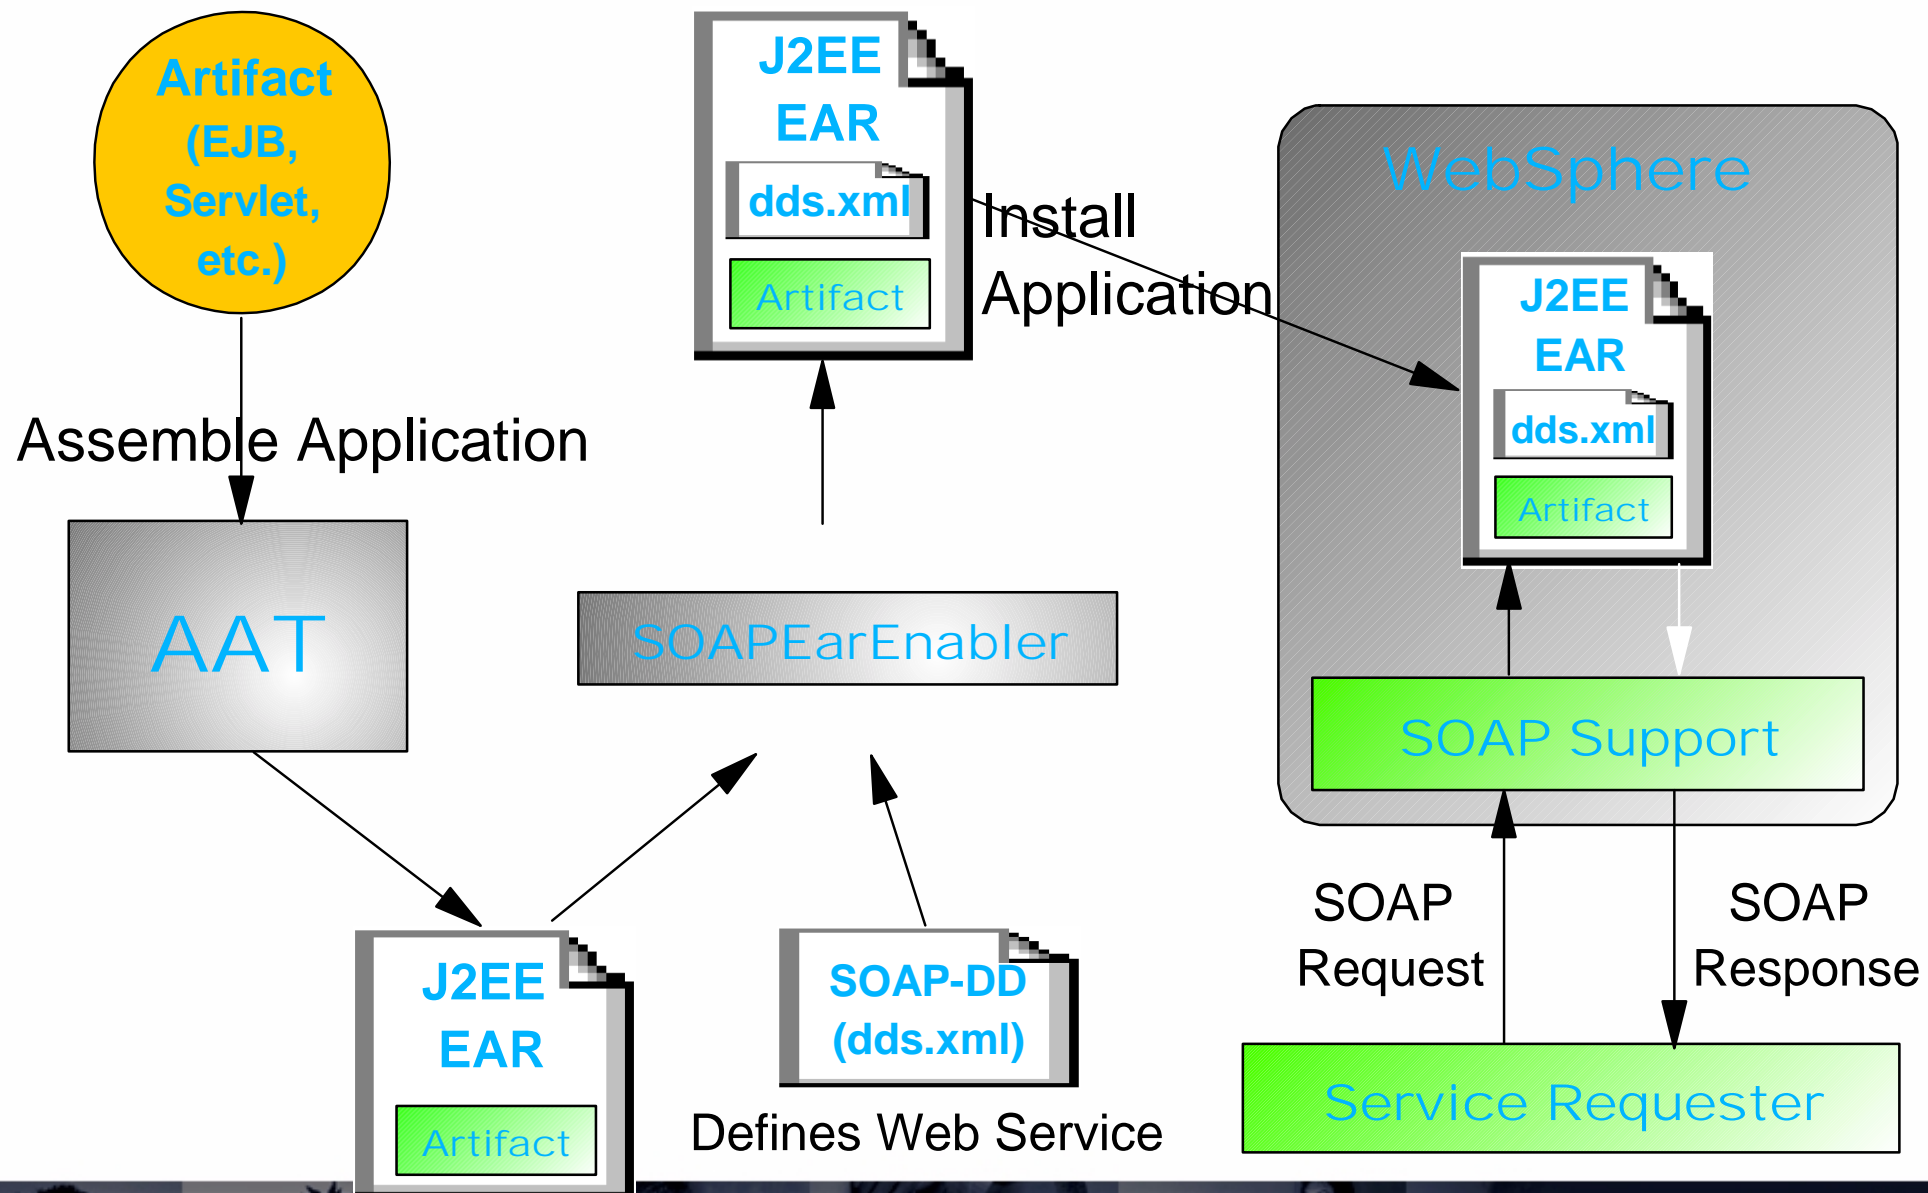 Artifact
(EJB,
Servlet,
etc.)
Assemble Application
AAT
J2EE
EAR
Artifact
SOAP-DD
(dds.xml)
Defines Web Service
SOAPEarEnabler
J2EE
EAR
dds.xml
Artifact
Install
Application
WebSphere
J2EE
EAR
dds.xml
Artifact
SOAP Support
SOAP
Request
SOAP
Response
Service Requester